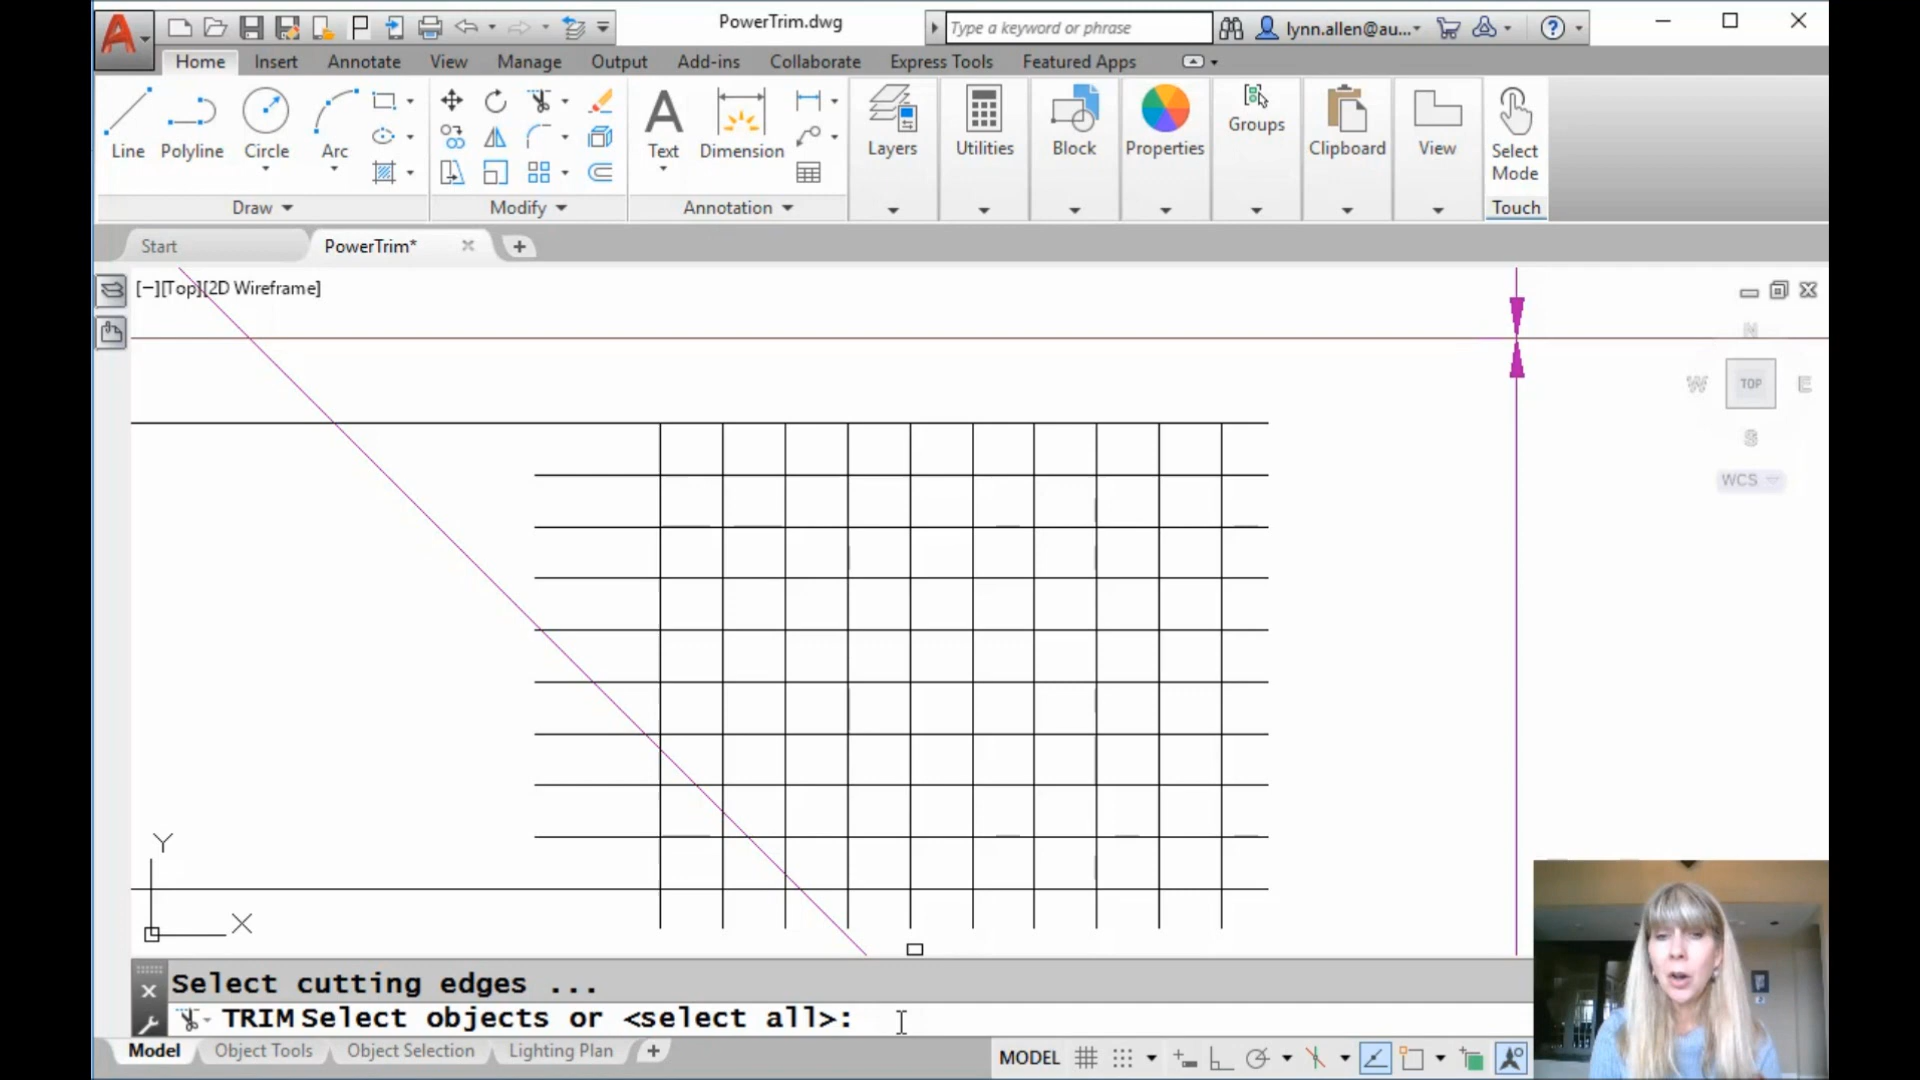 PowerTrim.dwg
Type a keyword or phrase
lynn.allen@au...
Home Insert Annotate View Manage Output Add-ins Collaborate Express Tools Featured Apps
Line Polyline Circle Arc
Text Dimension
Layers Utilities Block Properties Groups Clipboard View Select Mode
Draw Modify Annotation Touch
Start PowerTrim*
[−][Top][2D Wireframe]
N
W TOP E
S
WCS
Y
X
Select cutting edges ...
TRIM Select objects or <select all>:
Model Object Tools Object Selection Lighting Plan
MODEL